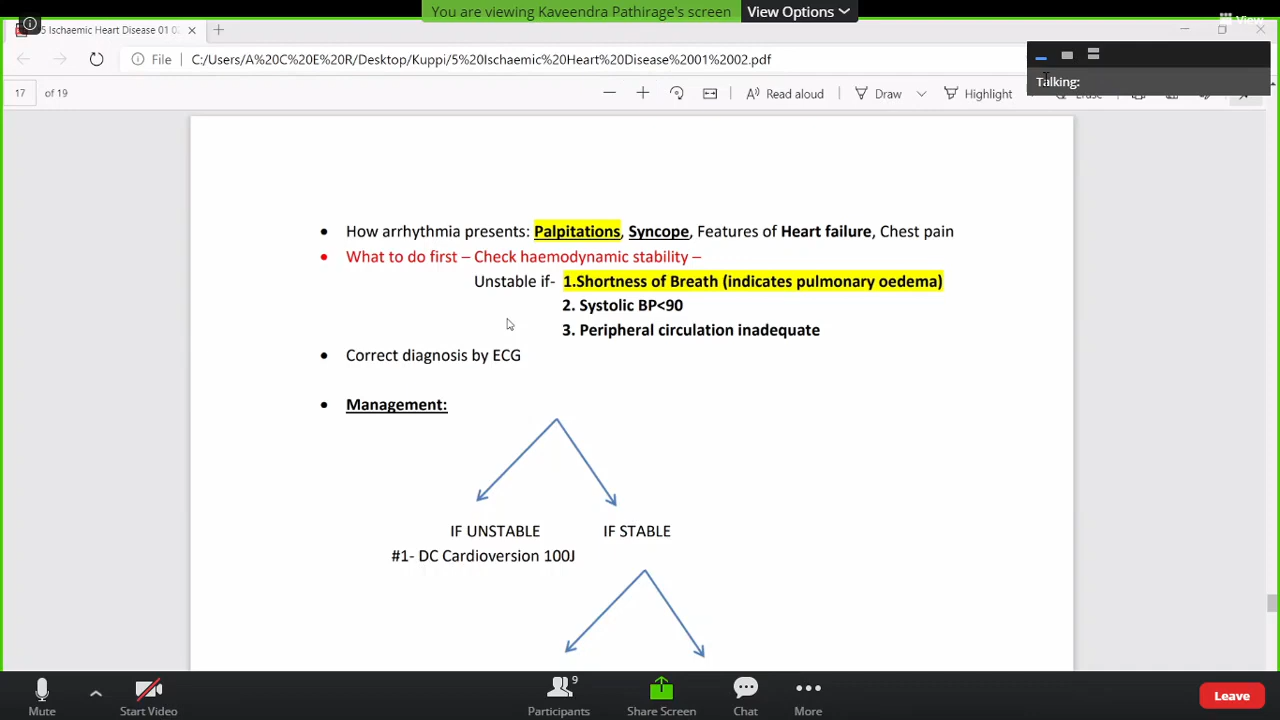 You are viewing Kaveendra Pathirage's screen View Options
5 Ischaemic Heart Disease 01 02
View
File C:/Users/A%20C%20E%20R/Desktop/Kuppi/5%20Ischaemic%20Heart%20Disease%2001%2002.pdf
Talking:
17 of 19 Read aloud Draw Highlight Erase
• How arrhythmia presents: Palpitations, Syncope, Features of Heart failure, Chest pain
• What to do first – Check haemodynamic stability –
Unstable if- 1.Shortness of Breath (indicates pulmonary oedema)
2. Systolic BP<90
3. Peripheral circulation inadequate
• Correct diagnosis by ECG
• Management:
IF UNSTABLE IF STABLE
#1- DC Cardioversion 100J
9
Mute Start Video Participants Share Screen Chat More Leave